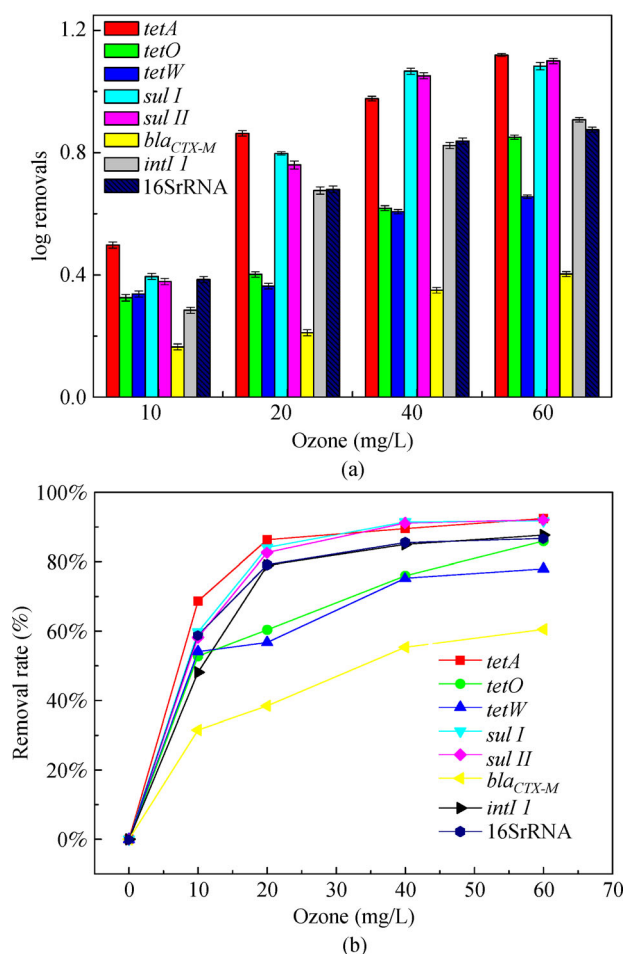 1.2
0.8
0.4
0.0
log removals
tetA
tetO
tetW
sul I
sul II
blaCTX-M
intI 1
16SrRNA
10 20 40 60
Ozone (mg/L)
(a)
100%
80%
60%
40%
20%
0%
Removal rate (%)
tetA
tetO
tetW
sul I
sul II
blaCTX-M
intI 1
16SrRNA
0 10 20 30 40 50 60 70
Ozone (mg/L)
(b)